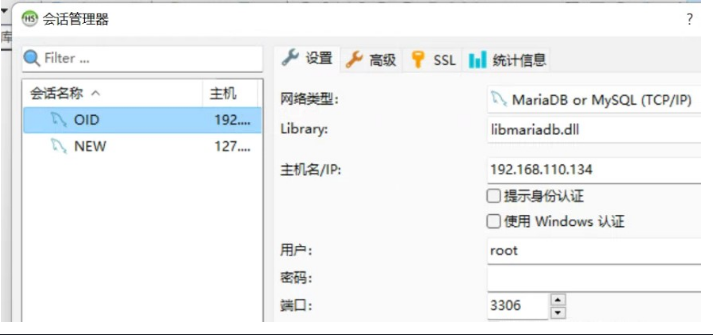 HS 会话管理器 ?
库
Filter ...
设置 高级 SSL 统计信息
会话名称 主机
OID 192....
NEW 127....
网络类型: MariaDB or MySQL (TCP/IP)
Library: libmariadb.dll
主机名/IP: 192.168.110.134
提示身份认证
使用 Windows 认证
用户: root
密码:
端口: 3306